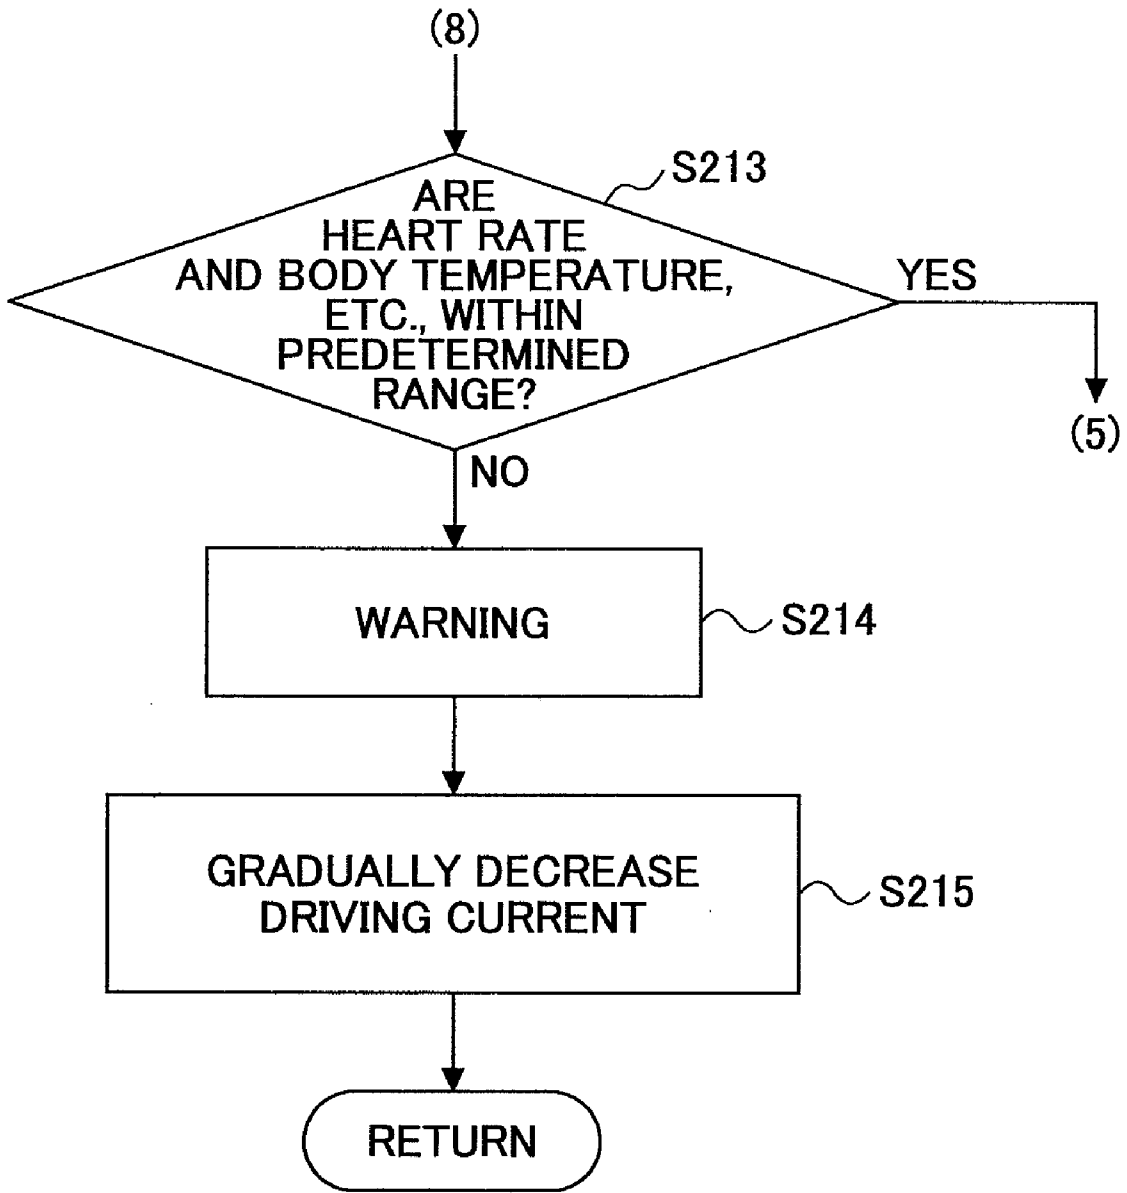 (8)
S213
ARE
HEART RATE
AND BODY TEMPERATURE,
ETC., WITHIN
PREDETERMINED
RANGE?
YES
(5)
NO
WARNING
S214
GRADUALLY DECREASE
DRIVING CURRENT
S215
RETURN